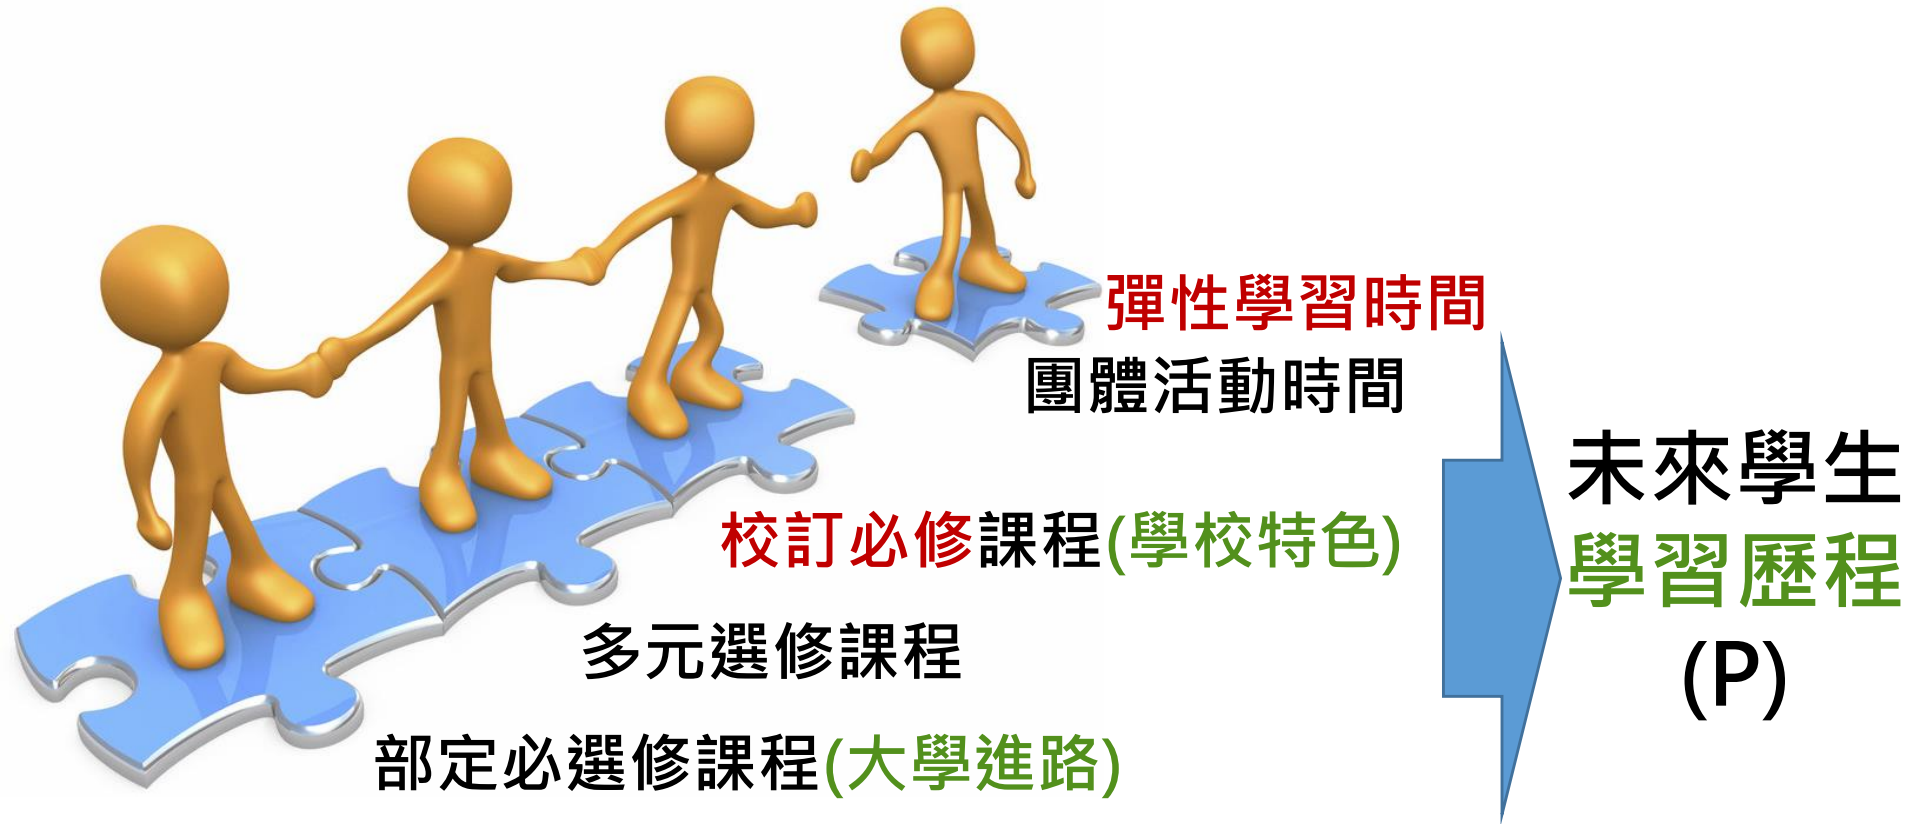 彈性學習時間
團體活動時間
校訂必修課程(學校特色)
多元選修課程
部定必選修課程(大學進路)
未來學生
學習歷程
(P)